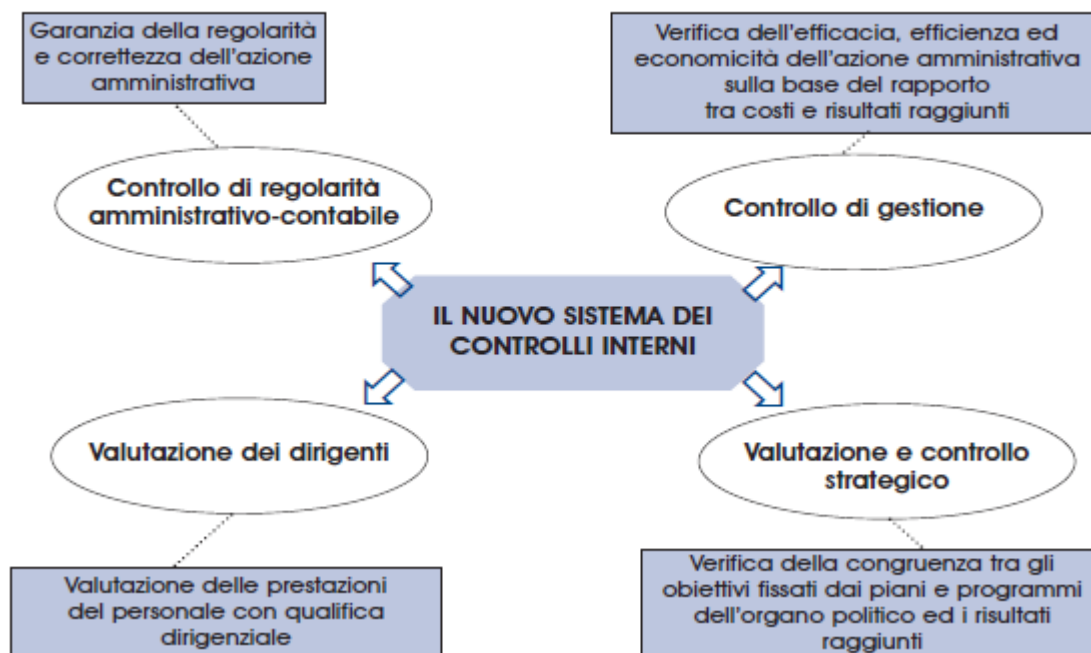 Garanzia della regolarità
e correttezza dell'azione
amministrativa
Verifica dell'efficacia, efficienza ed
economicità dell'azione amministrativa
sulla base del rapporto
tra costi e risultati raggiunti
Controllo di regolarità
amministrativo-contabile
Controllo di gestione
IL NUOVO SISTEMA DEI
CONTROLLI INTERNI
Valutazione dei dirigenti
Valutazione e controllo
strategico
Valutazione delle prestazioni
del personale con qualifica
dirigenziale
Verifica della congruenza tra gli
obiettivi fissati dai piani e programmi
dell'organo politico ed i risultati
raggiunti